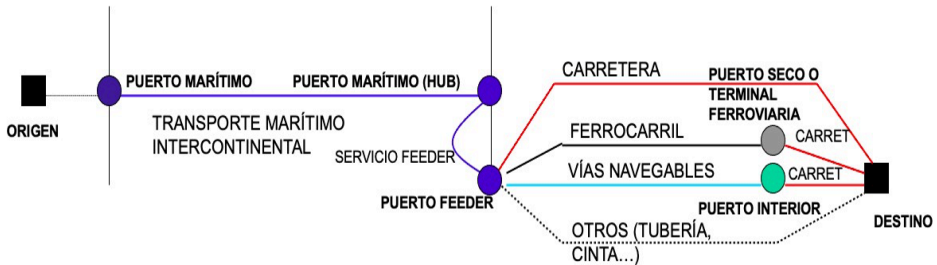 ORIGEN
PUERTO MARÍTIMO
PUERTO MARÍTIMO (HUB)
TRANSPORTE MARÍTIMO
INTERCONTINENTAL
SERVICIO FEEDER
PUERTO FEEDER
CARRETERA
PUERTO SECO O
TERMINAL
FERROVIARIA
FERROCARRIL
CARRET
VÍAS NAVEGABLES
CARRET
PUERTO INTERIOR
OTROS (TUBERÍA,
CINTA...)
DESTINO